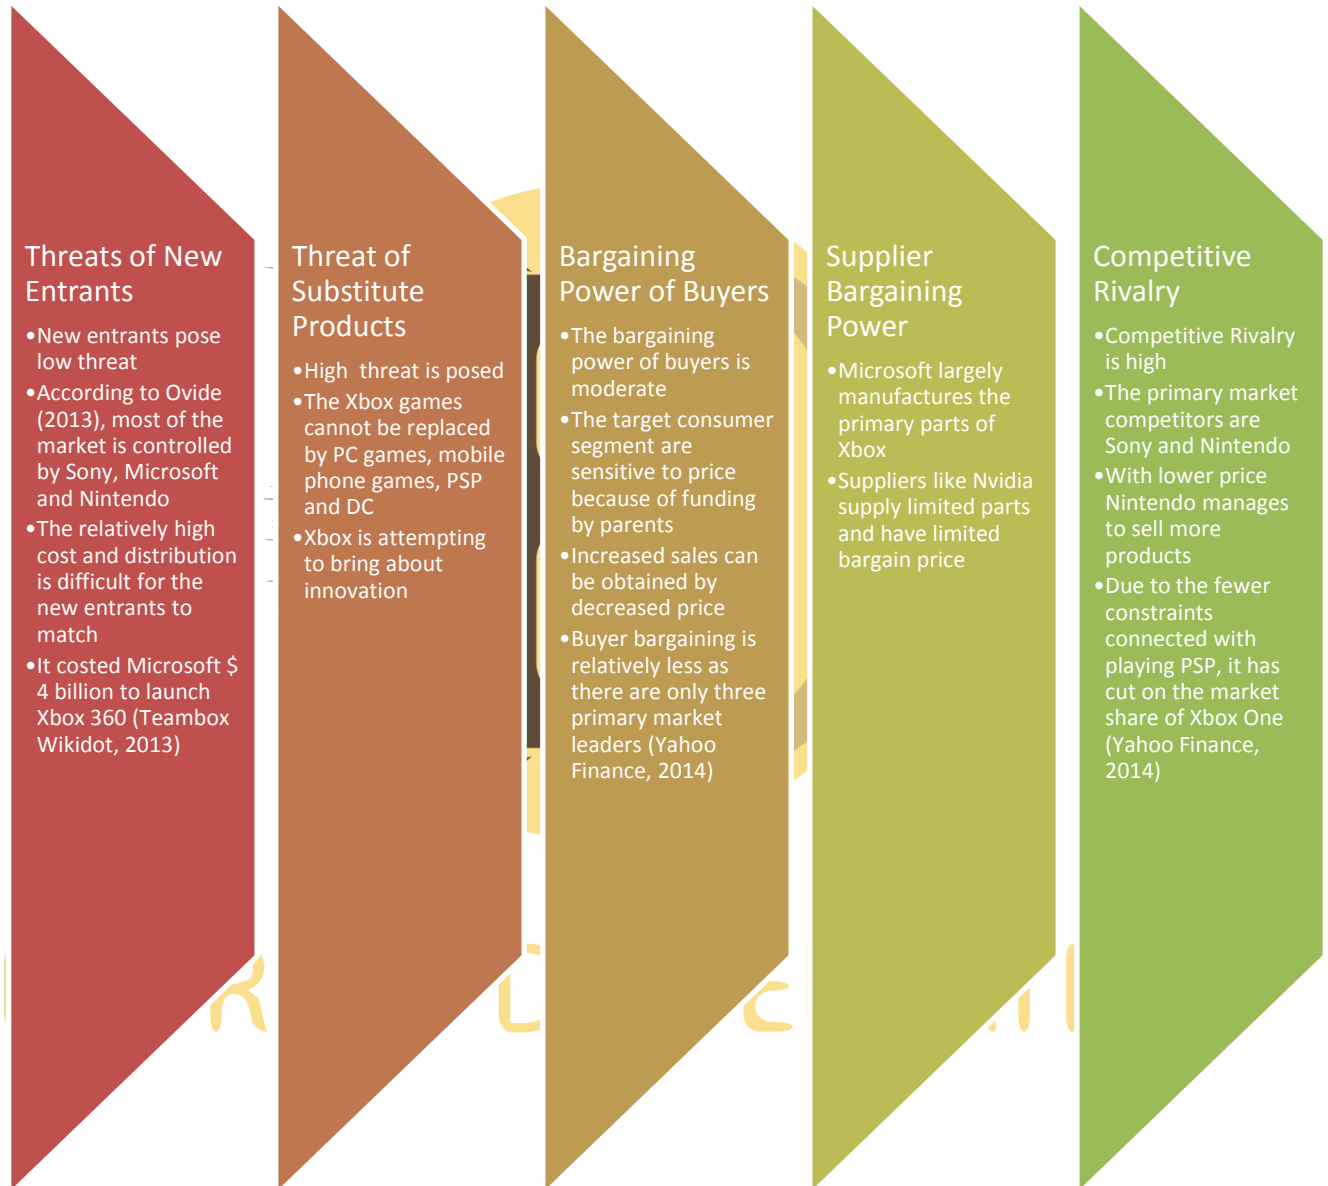 Threats of New
Entrants
•New entrants pose
low threat
•According to Ovide
(2013), most of the
market is controlled
by Sony, Microsoft
and Nintendo
•The relatively high
cost and distribution
is difficult for the
new entrants to
match
•It costed Microsoft $
4 billion to launch
Xbox 360 (Teambox
Wikidot, 2013)
Threat of
Substitute
Products
•High  threat is posed
•The Xbox games
cannot be replaced
by PC games, mobile
phone games, PSP
and DC
•Xbox is attempting
to bring about
innovation
Bargaining
Power of Buyers
•The bargaining
power of buyers is
moderate
•The target consumer
segment are
sensitive to price
because of funding
by parents
•Increased sales can
be obtained by
decreased price
•Buyer bargaining is
relatively less as
there are only three
primary market
leaders (Yahoo
Finance, 2014)
Supplier
Bargaining
Power
•Microsoft largely
manufactures the
primary parts of
Xbox
•Suppliers like Nvidia
supply limited parts
and have limited
bargain price
Competitive
Rivalry
•Competitive Rivalry
is high
•The primary market
competitors are
Sony and Nintendo
•With lower price
Nintendo manages
to sell more
products
•Due to the fewer
constraints
connected with
playing PSP, it has
cut on the market
share of Xbox One
(Yahoo Finance,
2014)